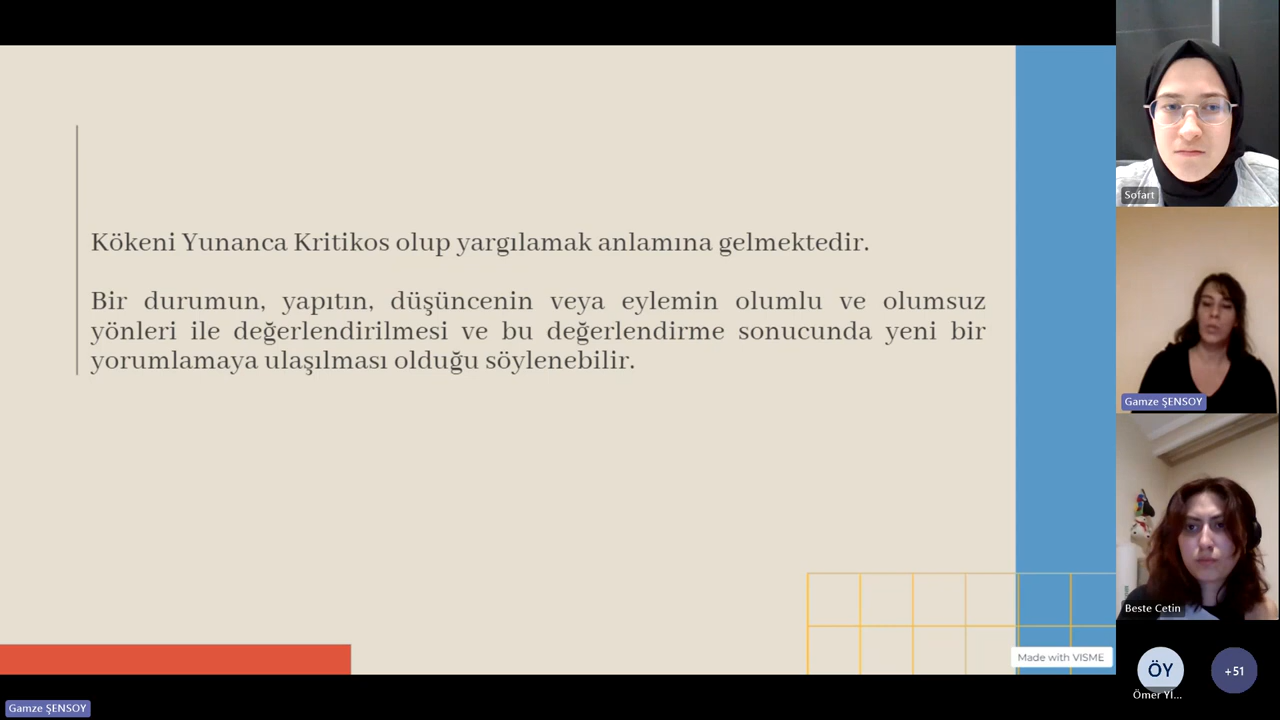 Kökeni Yunanca Kritikos olup yargılamak anlamına gelmektedir.
Bir durumun, yapıtın, düşüncenin veya eylemin olumlu ve olumsuz
yönleri ile değerlendirilmesi ve bu değerlendirme sonucunda yeni bir
yorumlamaya ulaşılması olduğu söylenebilir.
Made with VISME
Gamze ŞENSOY
Sofart
Gamze ŞENSOY
Beste Cetin
ÖY
Ömer Yİ...
+51